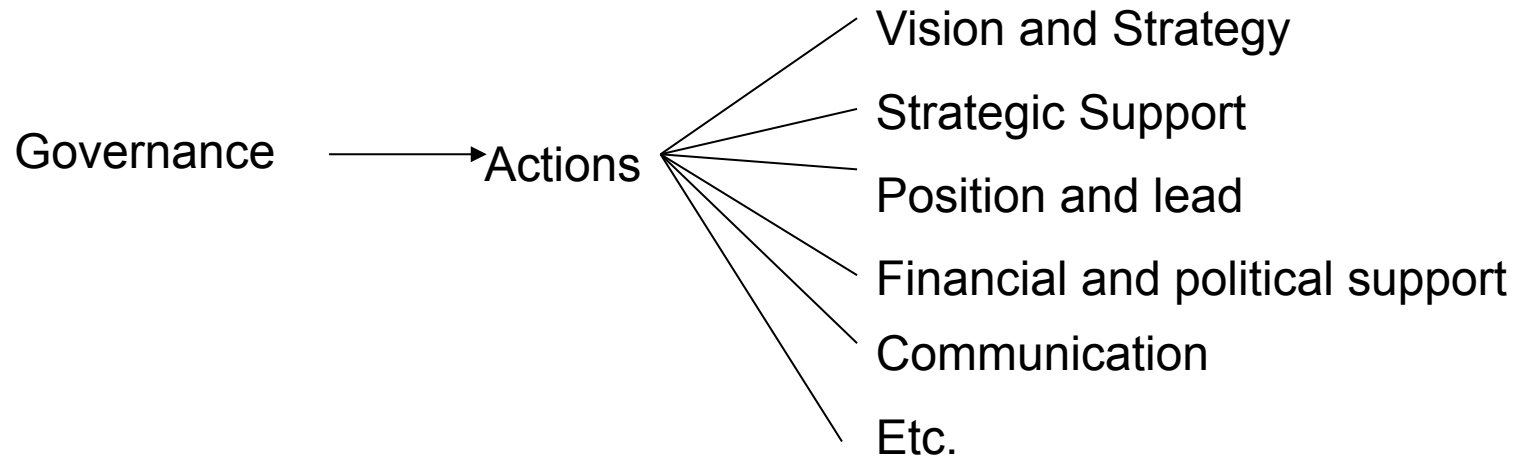 Governance
Actions
Vision and Strategy
Strategic Support
Position and lead
Financial and political support
Communication
Etc.